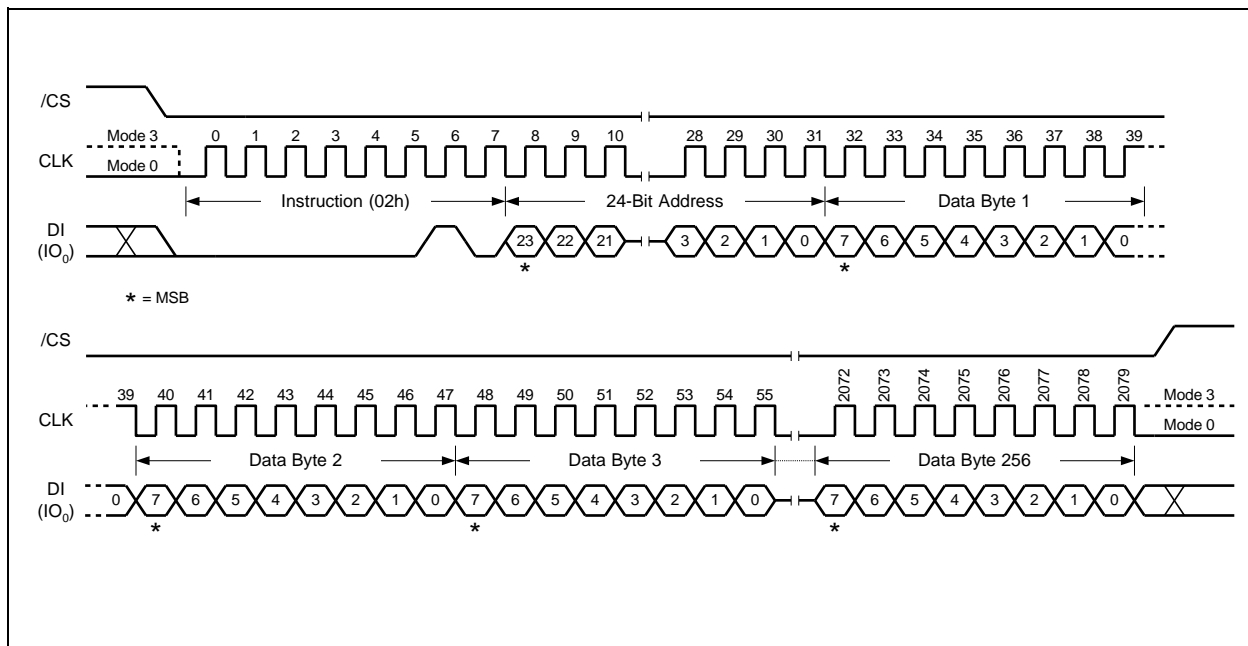 /CS
Mode 3
0 1 2 3 4 5 6 7 8 9 10 28 29 30 31 32 33 34 35 36 37 38 39
CLK
Mode 0
Instruction (02h) 24-Bit Address Data Byte 1
DI
(IO0)
23 22 21 3 2 1 0 7 6 5 4 3 2 1 0
* *
* = MSB
/CS
39 40 41 42 43 44 45 46 47 48 49 50 51 52 53 54 55 2072 2073 2074 2075 2076 2077 2078 2079
Mode 3
CLK
Mode 0
Data Byte 2 Data Byte 3 Data Byte 256
DI
(IO0)
0 7 6 5 4 3 2 1 0 7 6 5 4 3 2 1 0 7 6 5 4 3 2 1 0
* * *